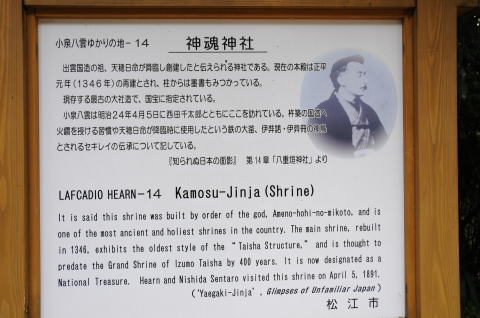 小泉八雲ゆかりの地－14 神魂神社
出雲国造の祖、天穂日命が降臨し創建したと伝えられる神社である。現在の本殿は正平
元年(１３４６年)の再建とされ、柱からは墨書もみつかっている。
現存する最古の大社造で、国宝に指定されている。
小泉八雲は明治２４年４月５日に西田千太郎とともにここを訪れている。杵築の国造へ
火鑽を授ける習慣や天穂日命が降臨時に使用したという鉄の大釜、伊弉諾・伊弉冊の神
とされるセキレイの伝承について記している。
『知られぬ日本の面影』 第14章「八重垣神社」より
LAFCADIO HEARN－14 Kamosu-Jinja(Shrine)
It is said this shrine was built by order of the god, Ameno-hohi-no-mikoto, and is
one of the most ancient and holiest shrines in the country. The main shrine, rebuilt
in 1346, exhibits the oldest style of the "Taisha Structure," and is thought to
predate the Grand Shrine of Izumo Taisha by 400 years. It is now designated as a
National Treasure. Hearn and Nishida Sentaro visited this shrine on April 5, 1891.
('Yaegaki-Jinja', Glimpses of Unfamiliar Japan)
松江市